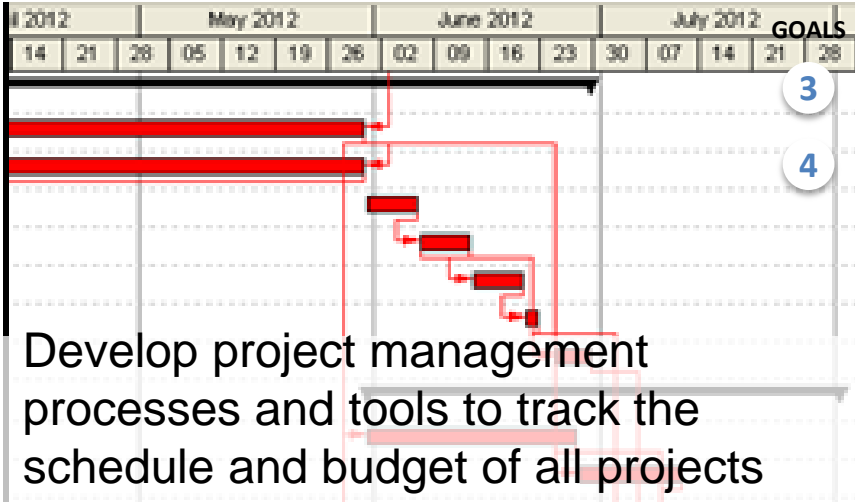 il 2012 May 2012 June 2012 July 2012 GOALS
14 21 28 05 12 19 26 02 09 16 23 30 07 14 21 28
3
4
Develop project management
processes and tools to track the
schedule and budget of all projects